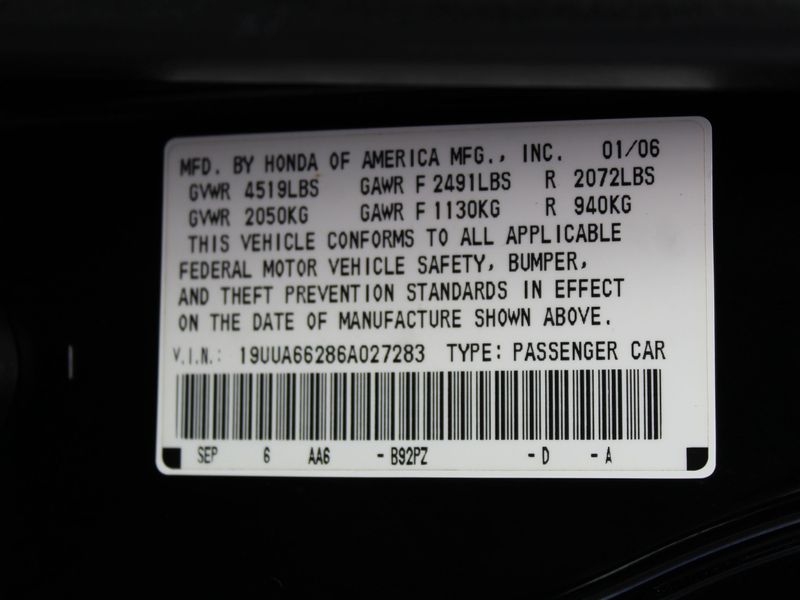 MFD. BY HONDA OF AMERICA MFG., INC. 01/06
GVWR 4519LBS GAWR F 2491LBS R 2072LBS
GVWR 2050KG GAWR F 1130KG R 940KG
THIS VEHICLE CONFORMS TO ALL APPLICABLE
FEDERAL MOTOR VEHICLE SAFETY, BUMPER,
AND THEFT PREVENTION STANDARDS IN EFFECT
ON THE DATE OF MANUFACTURE SHOWN ABOVE.
V.I.N.: 19UUA66286A027283 TYPE: PASSENGER CAR
SEP 6 AA6 -B92PZ -D -A